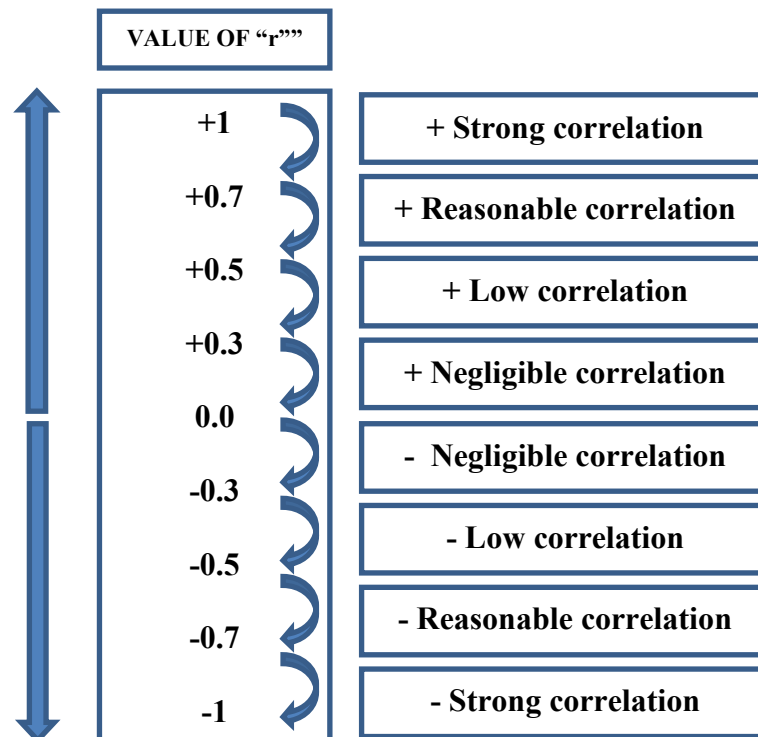 VALUE OF “r””
+1
+ Strong correlation
+0.7
+ Reasonable correlation
+0.5
+ Low correlation
+0.3
+ Negligible correlation
0.0
- Negligible correlation
-0.3
- Low correlation
-0.5
- Reasonable correlation
-0.7
- Strong correlation
-1